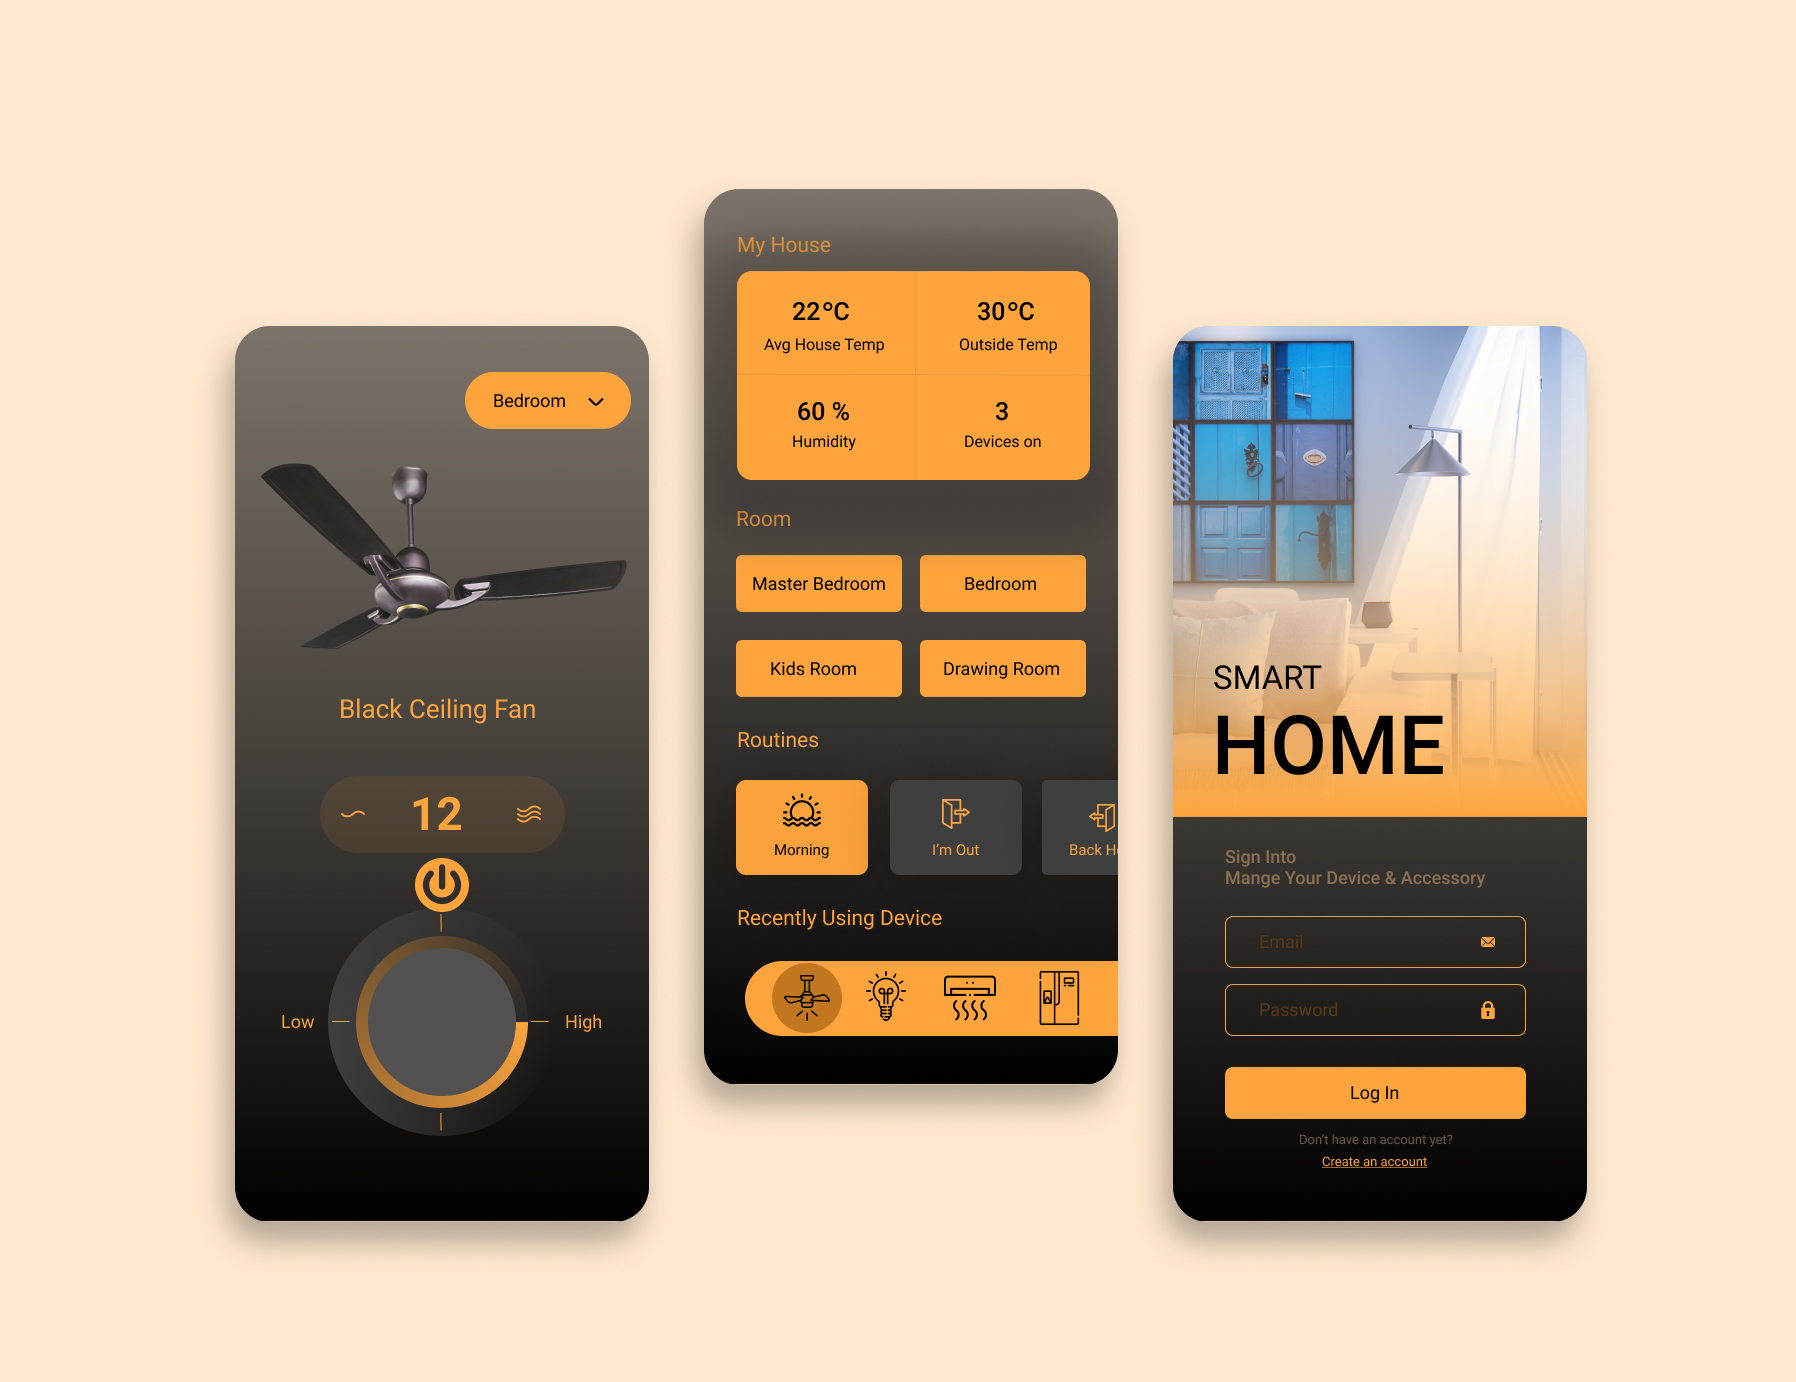 Bedroom
Black Ceiling Fan
12
Low
High
My House
22°C
30°C
Avg House Temp
Outside Temp
60 %
3
Humidity
Devices on
Room
Master Bedroom
Bedroom
Kids Room
Drawing Room
Routines
Morning
I'm Out
Back H
Recently Using Device
SMART
HOME
Sign Into
Mange Your Device & Accessory
Email
Password
Log In
Don't have an account yet?
Create an account